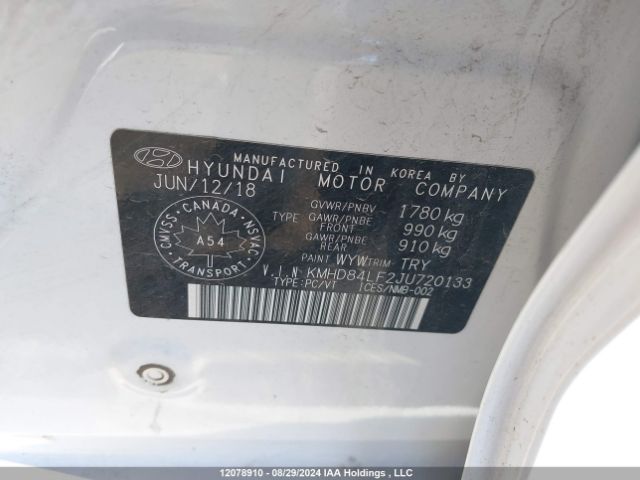 MANUFACTURED IN KOREA BY
HYUNDAI MOTOR COMPANY
JUN/12/18
GVWR/PNBV 1780 kg
TYPE GAWR/PNBE FRONT 990 kg
GAWR/PNBE REAR 910 kg
PAINT WYW TRIM TRY
CMVSS · CANADA · NSVAC
A54
TRANSPORT
V.I.N KMHD84LF2JU720133
TYPE:PC/VT ICES/NMB-002
12078910 - 08/29/2024 IAA Holdings , LLC